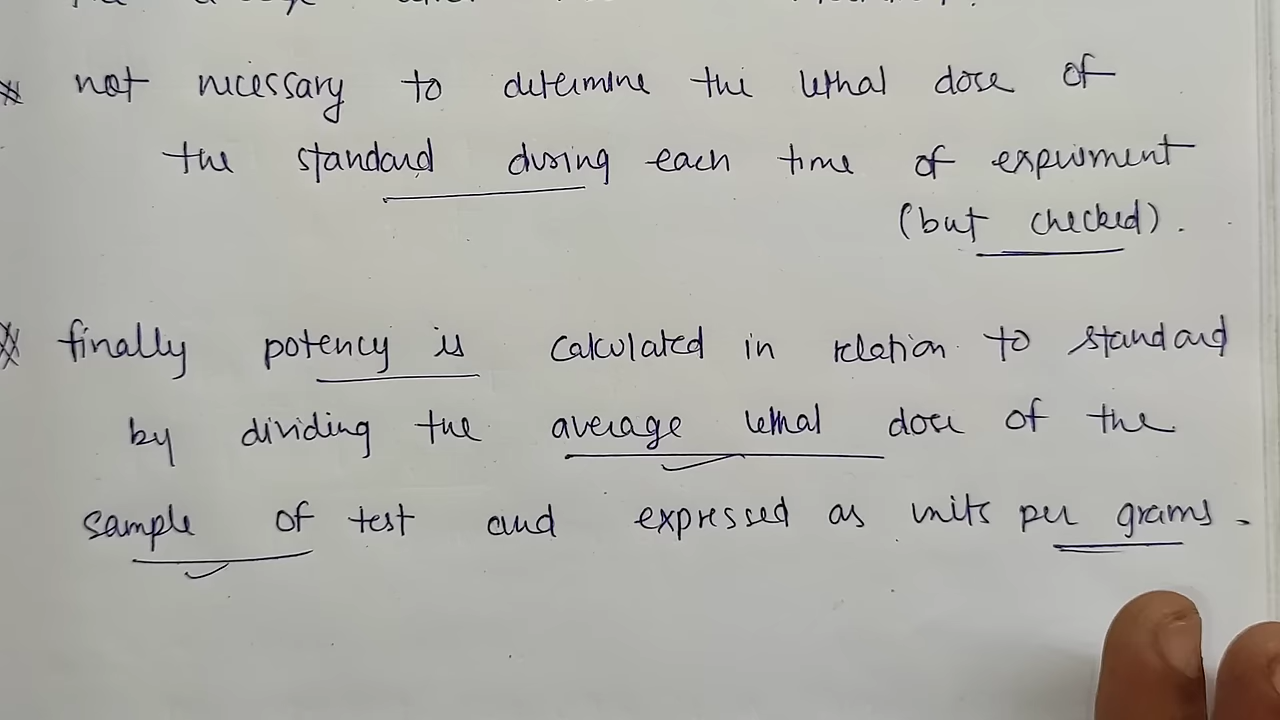 * not necessary to determine the lethal dose of
the standard during each time of experiment
(but checked).
* finally potency is calculated in relation to standard
by dividing the average lethal dose of the
sample of test and expressed as units per grams.